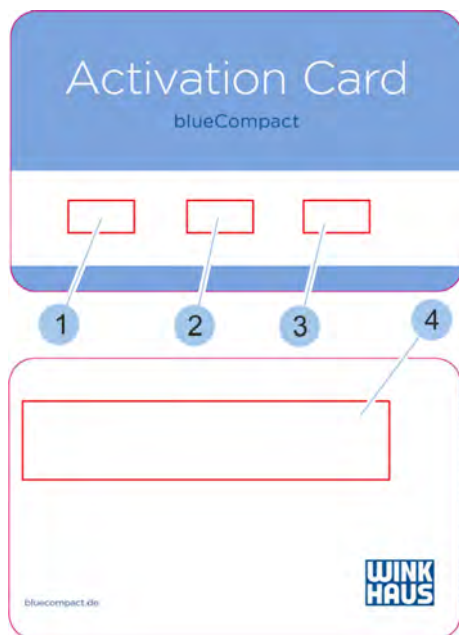 Activation Card
blueCompact
1
2
3
4
bluecompact.de
WINK
HAUS